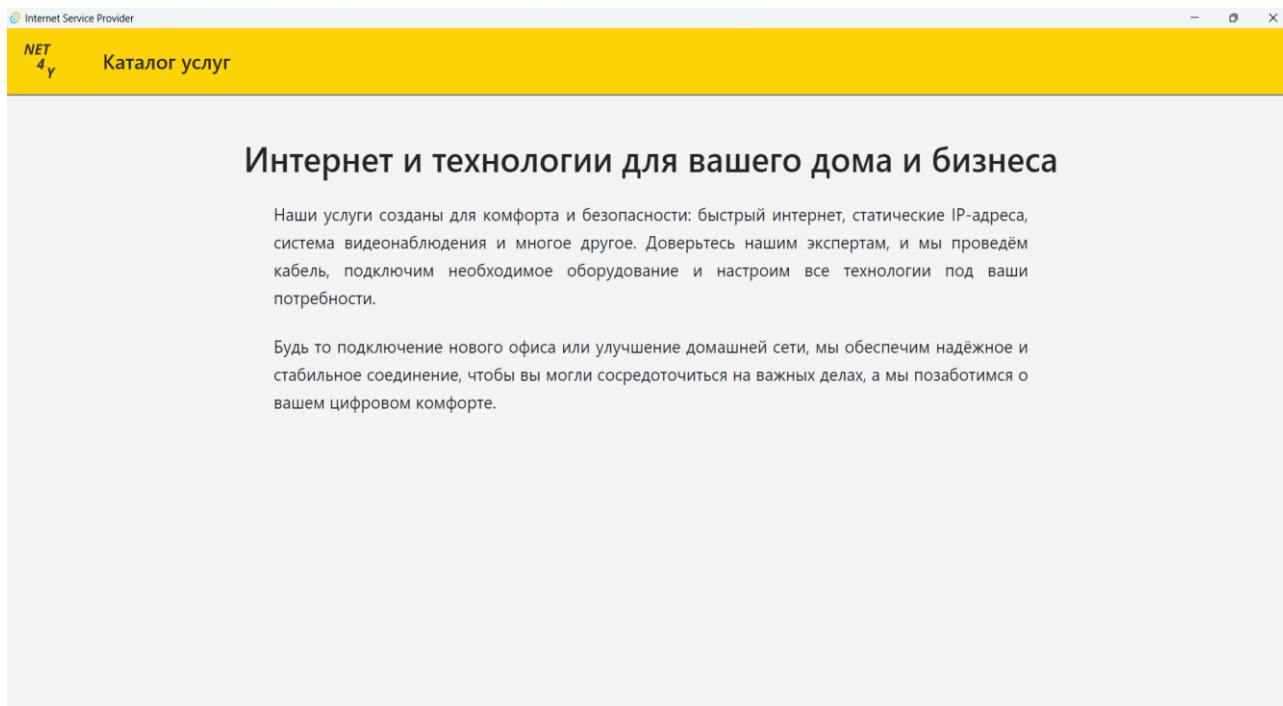 Internet Service Provider
NET
4
Y
Каталог услуг
Интернет и технологии для вашего дома и бизнеса
Наши услуги созданы для комфорта и безопасности: быстрый интернет, статические IP-адреса,
система видеонаблюдения и многое другое. Доверьтесь нашим экспертам, и мы проведём
кабель, подключим необходимое оборудование и настроим все технологии под ваши
потребности.
Будь то подключение нового офиса или улучшение домашней сети, мы обеспечим надёжное и
стабильное соединение, чтобы вы могли сосредоточиться на важных делах, а мы позаботимся о
вашем цифровом комфорте.